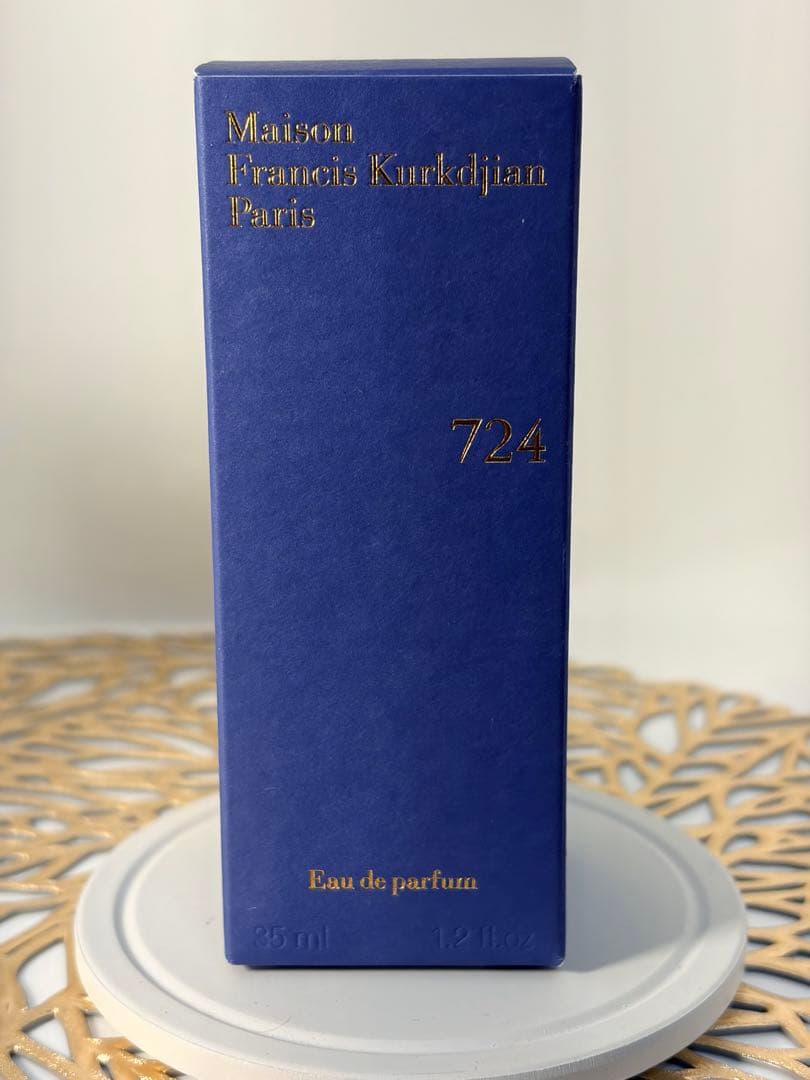 Maison
Francis Kurkdjian
Paris
724
Eau de parfum
35 ml 1.2 fl.oz